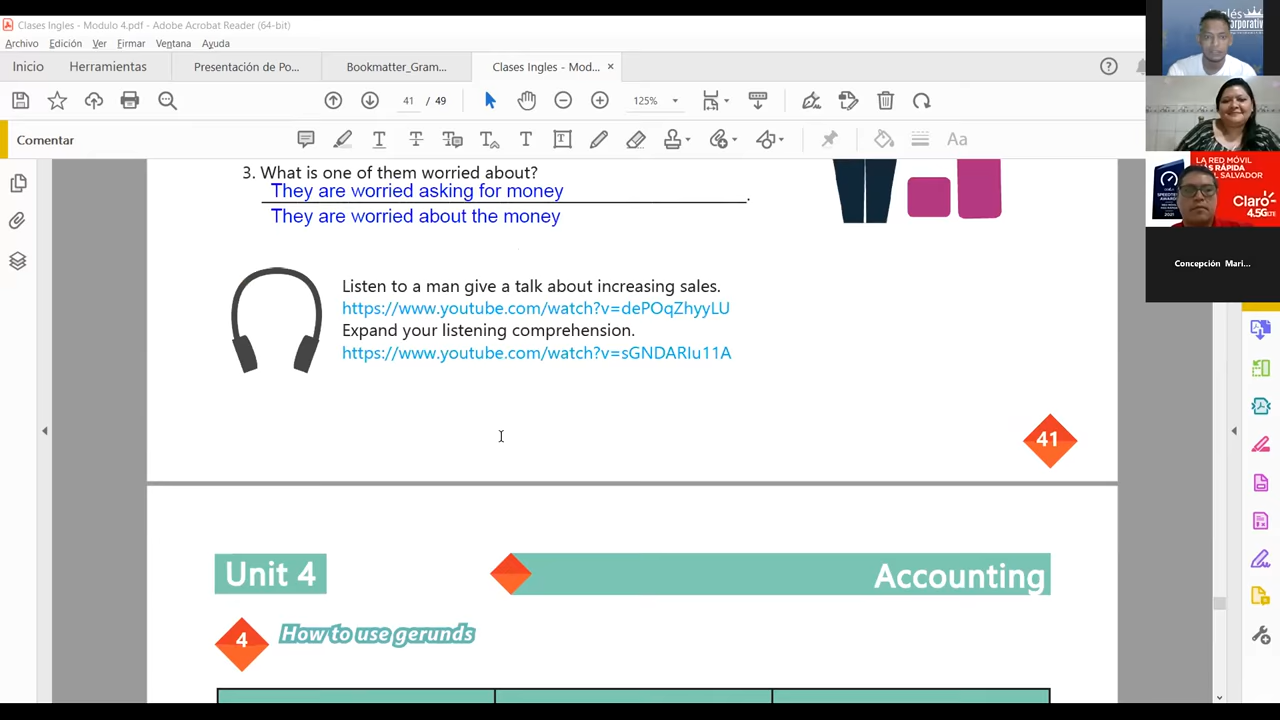 Clases Ingles - Modulo 4.pdf - Adobe Acrobat Reader (64-bit)
Archivo Edición Ver Firmar Ventana Ayuda
Inicio Herramientas Presentación de Po... Bookmatter_Gram... Clases Ingles - Mod... ×
41 / 49 125%
Comentar
3. What is one of them worried about?
They are worried asking for money
They are worried about the money
Listen to a man give a talk about increasing sales.
https://www.youtube.com/watch?v=dePOqZhyyLU
Expand your listening comprehension.
https://www.youtube.com/watch?v=sGNDARIu11A
41
Unit 4
Accounting
4
How to use gerunds
LA RED MÓVIL
MÁS RÁPIDA
SALVADOR
Claro
4.5G
Concepción Mari...